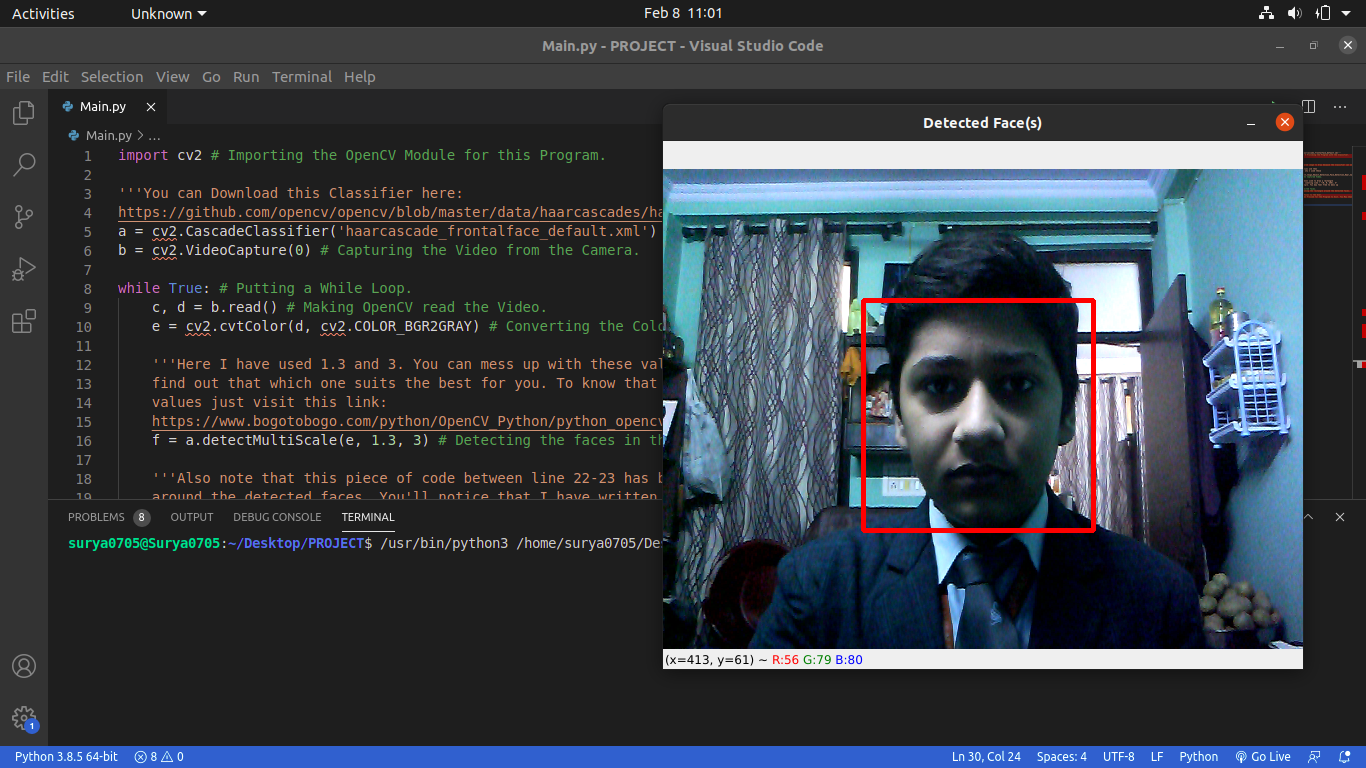 Activities
Unknown
Feb 8 11:01
Main.py - PROJECT - Visual Studio Code
File Edit Selection View Go Run Terminal Help
Main.py
Main.py > ...
1 import cv2 # Importing the OpenCV Module for this Program.
2
3 '''You can Download this Classifier here:
4 https://github.com/opencv/opencv/blob/master/data/haarcascades/ha
5 a = cv2.CascadeClassifier('haarcascade_frontalface_default.xml')
6 b = cv2.VideoCapture(0) # Capturing the Video from the Camera.
7
8 while True: # Putting a While Loop.
9 c, d = b.read() # Making OpenCV read the Video.
10 e = cv2.cvtColor(d, cv2.COLOR_BGR2GRAY) # Converting the Colo
11
12 '''Here I have used 1.3 and 3. You can mess up with these val
13 find out that which one suits the best for you. To know that
14 values just visit this link:
15 https://www.bogotobogo.com/python/OpenCV_Python/python_opencv
16 f = a.detectMultiScale(e, 1.3, 3) # Detecting the faces in th
17
18 '''Also note that this piece of code between line 22-23 has b
19 around the detected faces. You'll notice that I have written
Detected Face(s)
(x=413, y=61) ~ R:56 G:79 B:80
PROBLEMS 8 OUTPUT DEBUG CONSOLE TERMINAL
surya0705@Surya0705:~/Desktop/PROJECT$ /usr/bin/python3 /home/surya0705/De
1
Python 3.8.5 64-bit 8 0 Ln 30, Col 24 Spaces: 4 UTF-8 LF Python Go Live